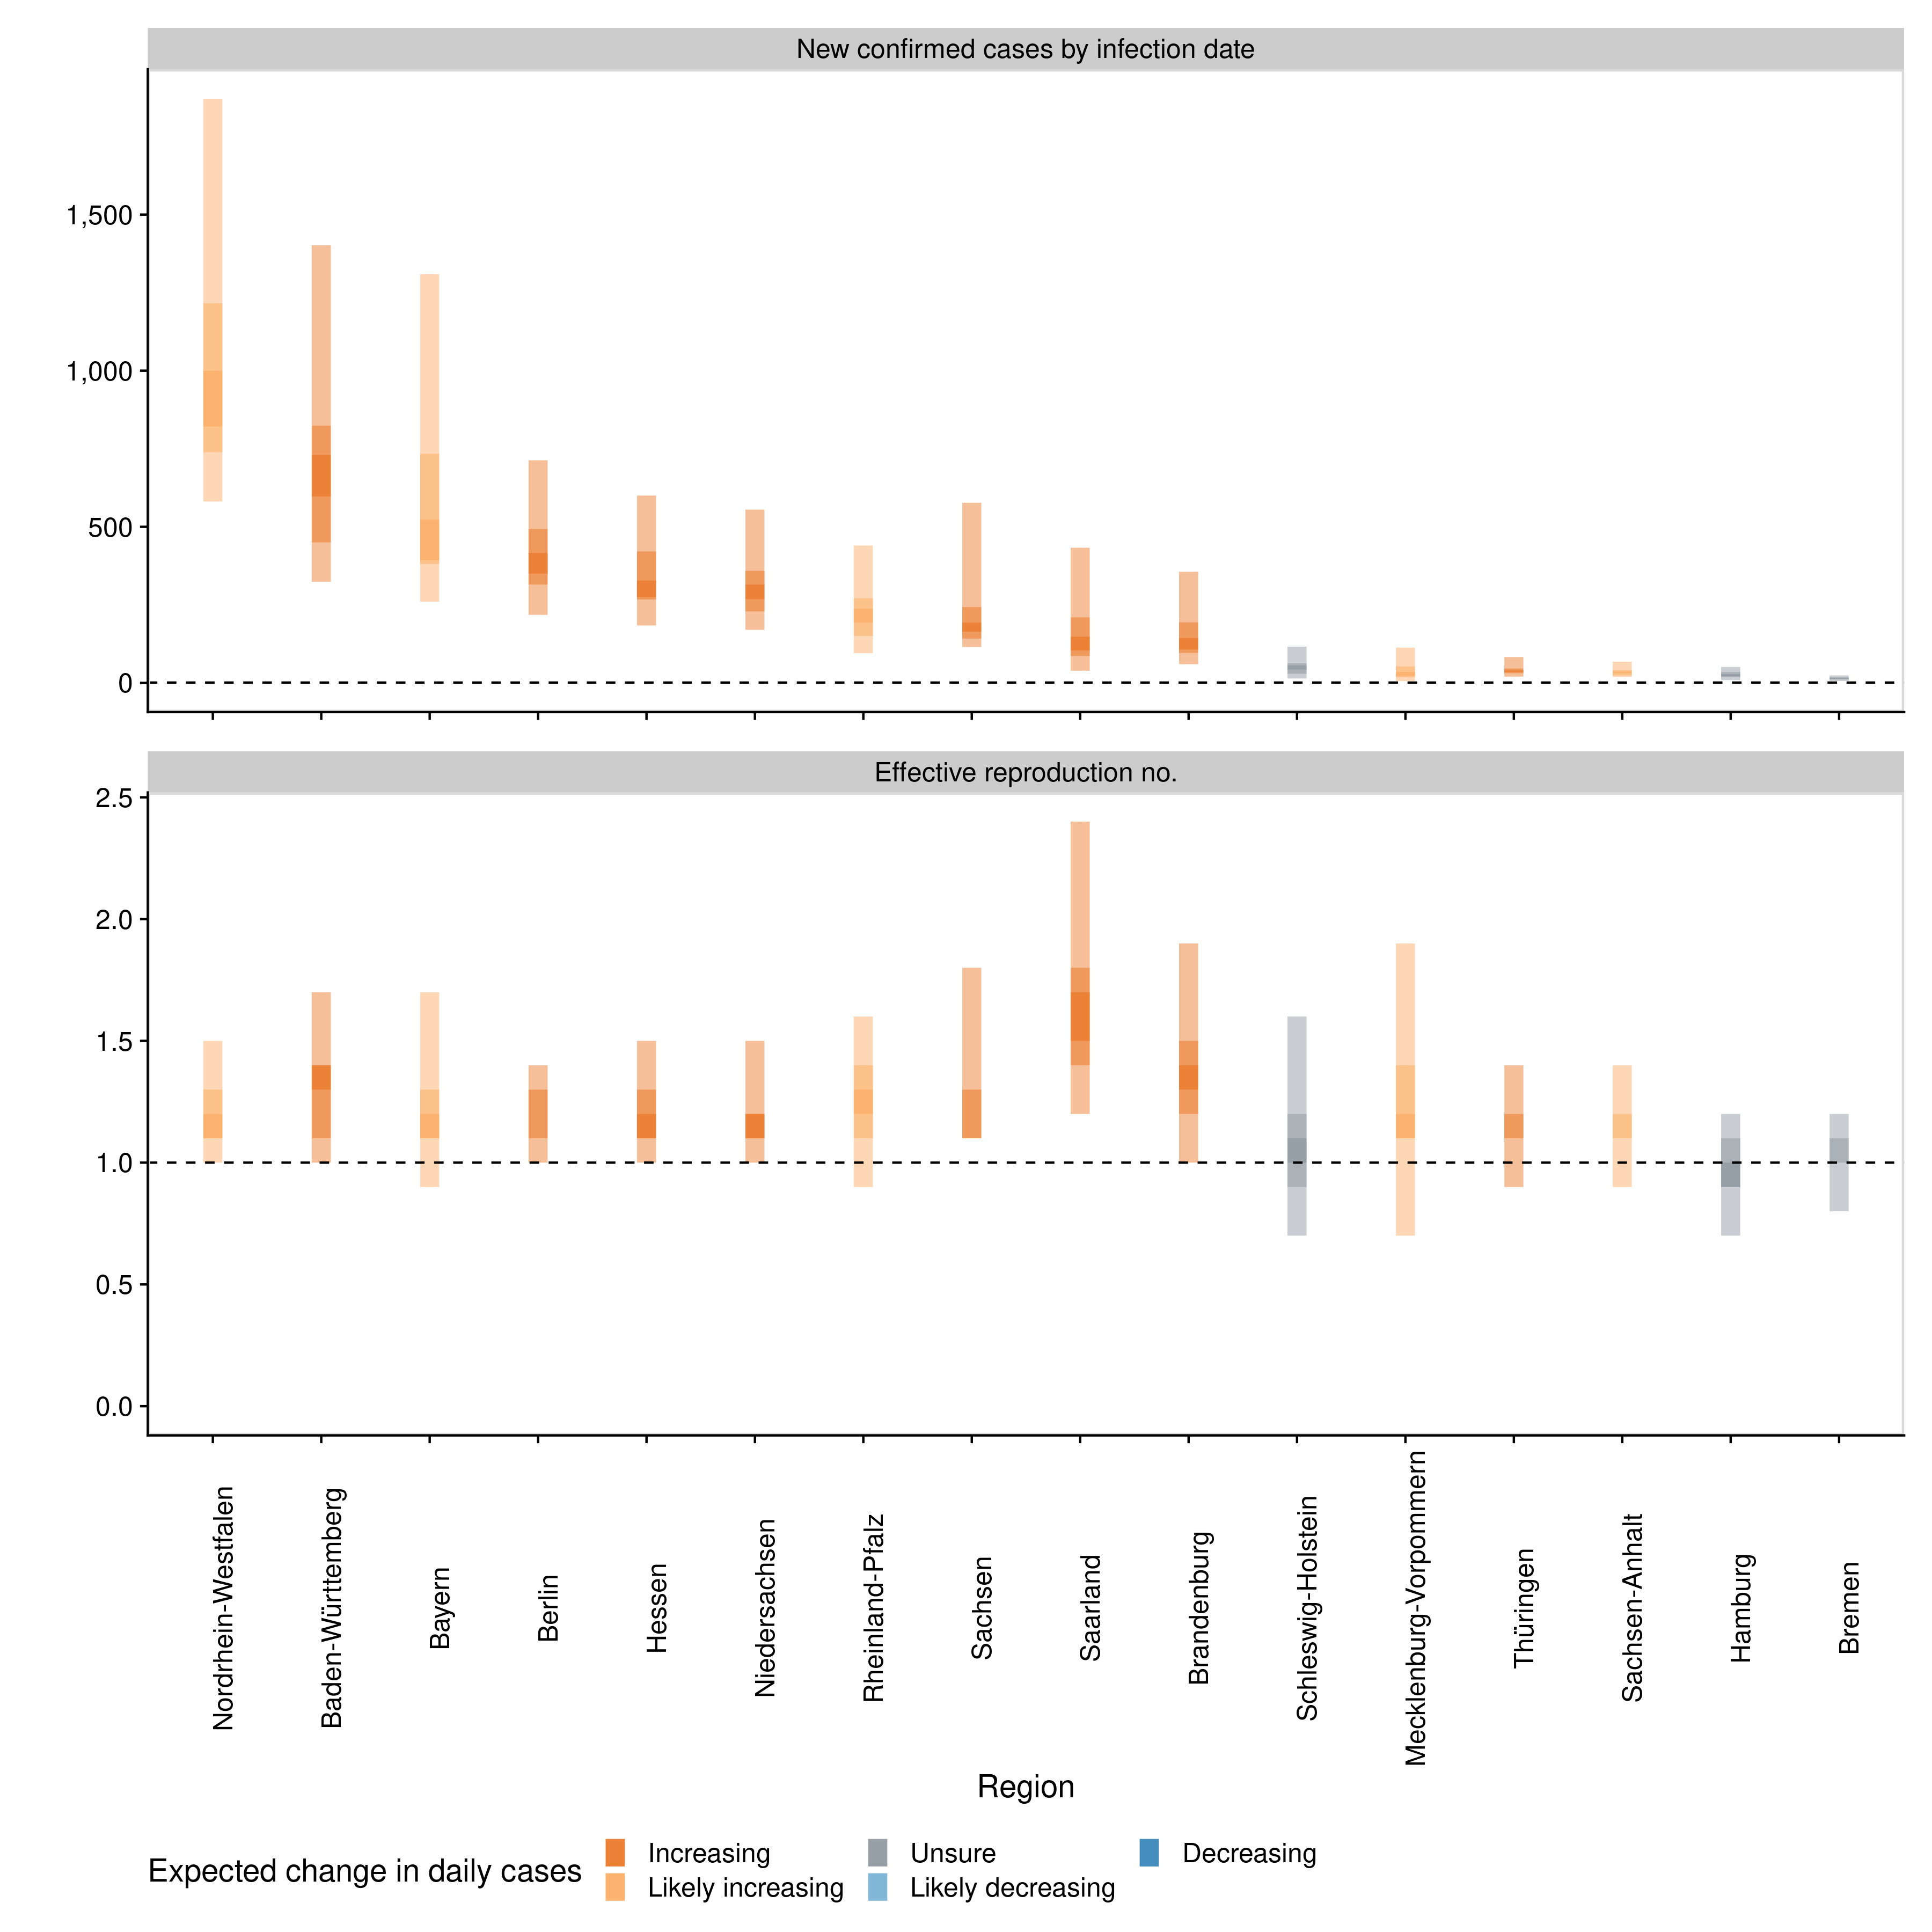 New confirmed cases by infection date
1,500
1,000
500
0
Effective reproduction no.
2.5
2.0
1.5
1.0
0.5
0.0
Nordrhein-Westfalen
Baden-Württemberg
Bayern
Berlin
Hessen
Niedersachsen
Rheinland-Pfalz
Sachsen
Saarland
Brandenburg
Schleswig-Holstein
Mecklenburg-Vorpommern
Thüringen
Sachsen-Anhalt
Hamburg
Bremen
Region
Expected change in daily cases
Increasing
Likely increasing
Unsure
Likely decreasing
Decreasing